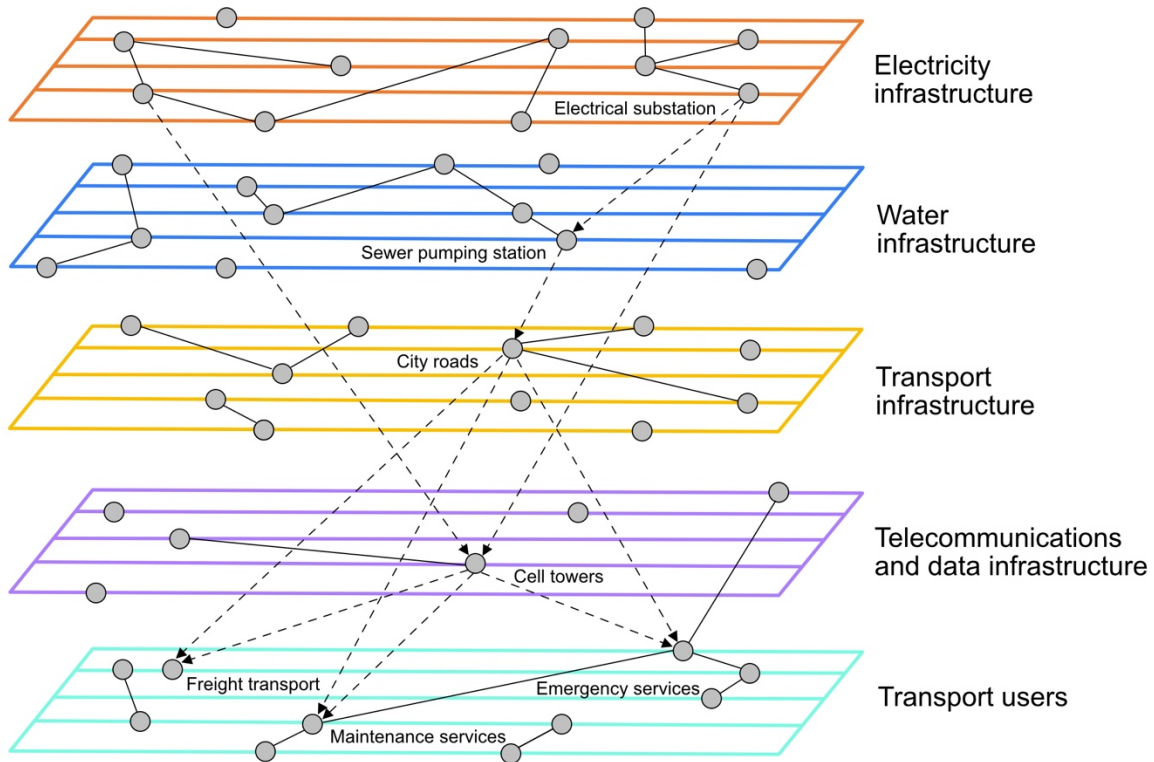 Electricity
infrastructure
Electrical substation
Water
infrastructure
Sewer pumping station
City roads
Transport
infrastructure
Telecommunications
and data infrastructure
Cell towers
Freight transport
Emergency services
Transport users
Maintenance services